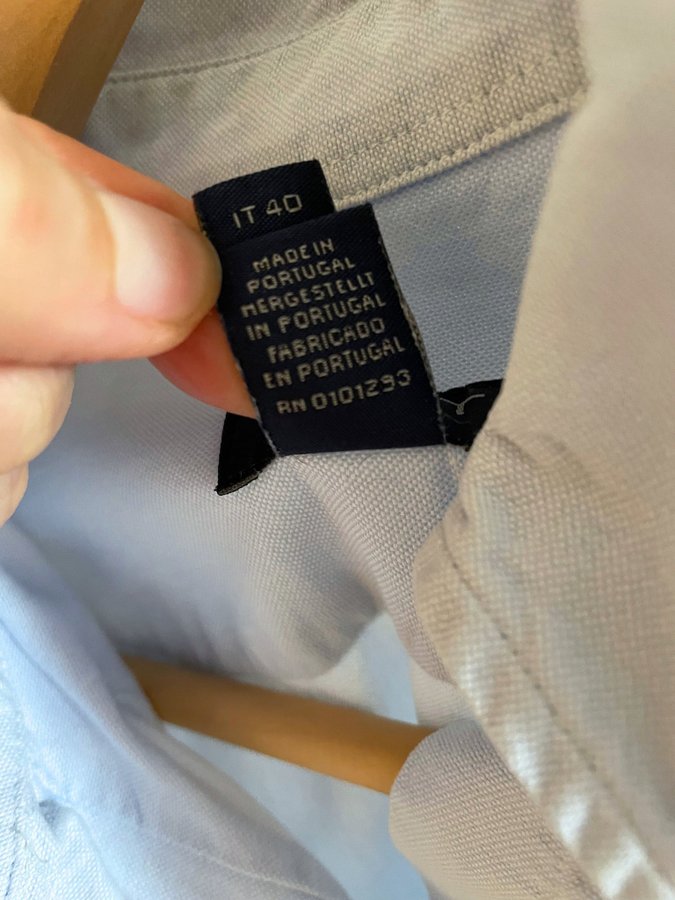 IT 40
MADE IN
PORTUGAL
HERGESTELLT
IN PORTUGAL
FABRICADO
EN PORTUGAL
RN 0101293